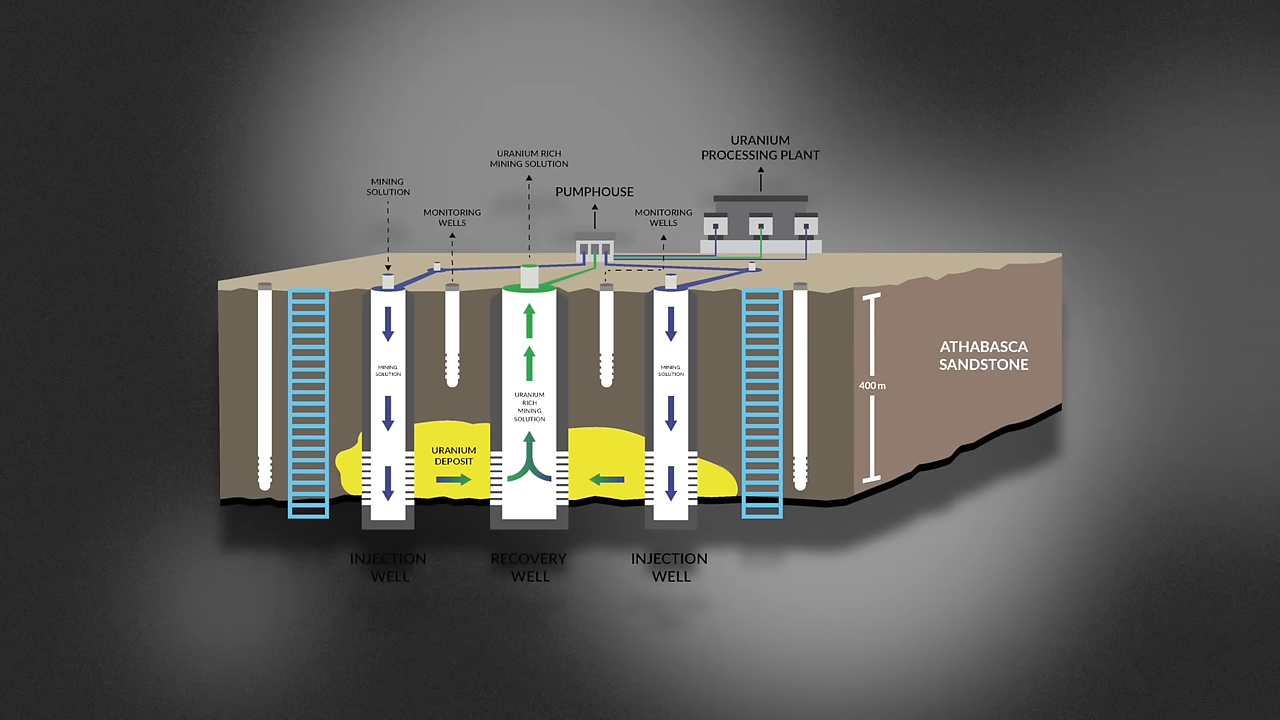 URANIUM
PROCESSING PLANT
URANIUM RICH
MINING SOLUTION
MINING
SOLUTION
PUMPHOUSE
MONITORING
WELLS
MONITORING
WELLS
ATHABASCA
SANDSTONE
400 m
MINING
SOLUTION
MINING
SOLUTION
URANIUM
RICH
MINING
SOLUTION
URANIUM
DEPOSIT
INJECTION
WELL
RECOVERY
WELL
INJECTION
WELL